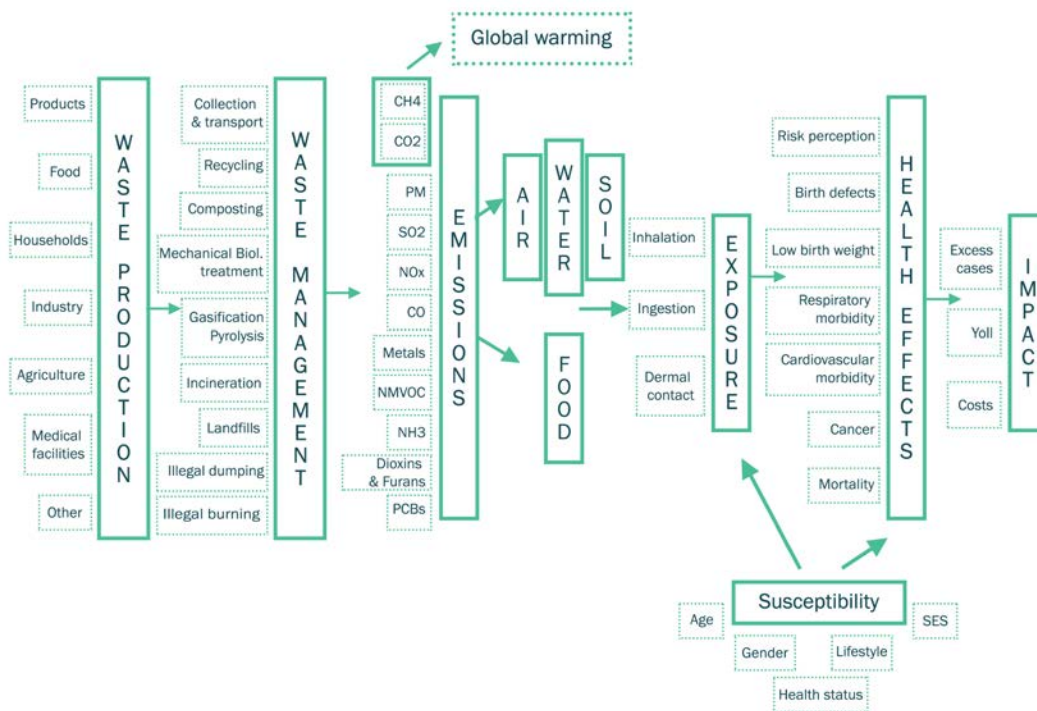 Global warming
Products
Food
Households
Industry
Agriculture
Medical
facilities
Other
WASTE PRODUCTION
Collection
& transport
Recycling
Composting
Mechanical Biol.
treatment
Gasification
Pyrolysis
Incineration
Landfills
Illegal dumping
Illegal burning
WASTE MANAGEMENT
CH4
CO2
PM
SO2
NOx
CO
Metals
NMVOC
NH3
Dioxins
& Furans
PCBs
EMISSIONS
AIR
WATER
SOIL
FOOD
Inhalation
Ingestion
Dermal
contact
EXPOSURE
Risk perception
Birth defects
Low birth weight
Respiratory
morbidity
Cardiovascular
morbidity
Cancer
Mortality
HEALTH EFFECTS
Excess
cases
Yoll
Costs
IMPACT
Susceptibility
Age
SES
Gender
Lifestyle
Health status